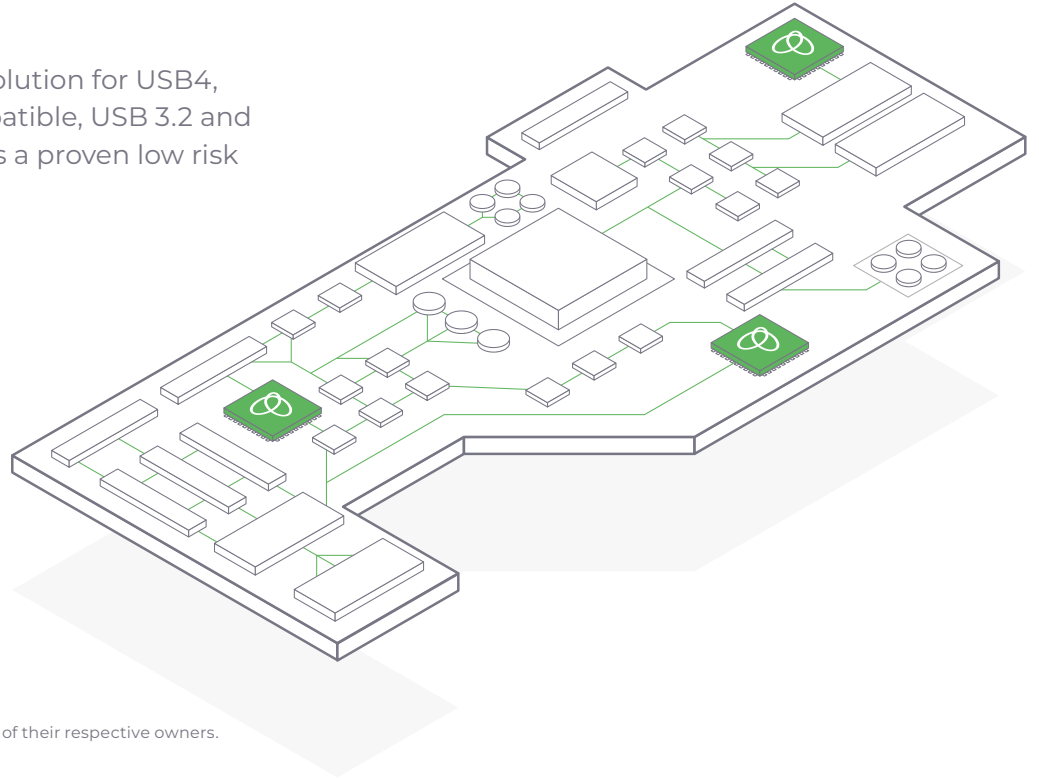 olution for USB4,
patible, USB 3.2 and
s a proven low risk
of their respective owners.